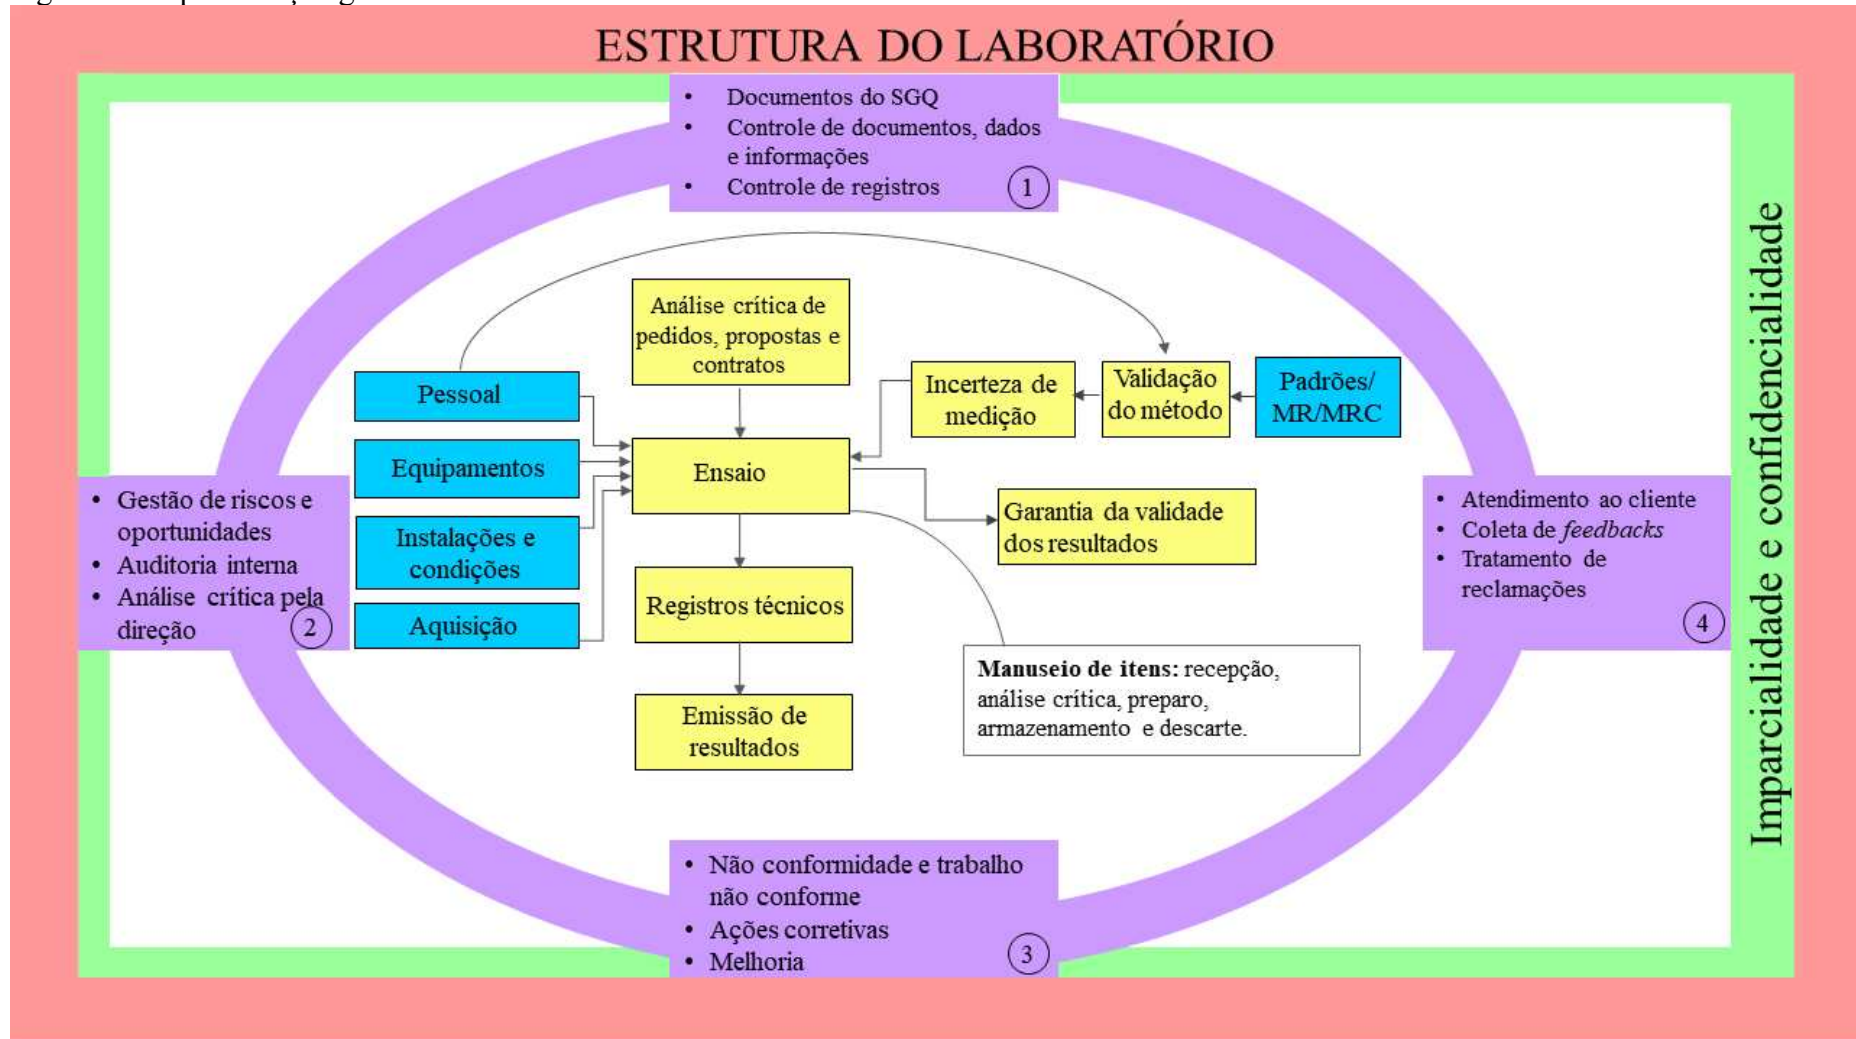 ESTRUTURA DO LABORATÓRIO
• Documentos do SGQ
• Controle de documentos, dados
e informações
• Controle de registros
1
Análise crítica de
pedidos, propostas e
contratos
Pessoal
Equipamentos
Instalações e
condições
Aquisição
Ensaio
Incerteza de
medição
Validação
do método
Padrões/
MR/MRC
Garantia da validade
dos resultados
Registros técnicos
Emissão de
resultados
Manuseio de itens: recepção,
análise crítica, preparo,
armazenamento e descarte.
• Gestão de riscos e
oportunidades
• Auditoria interna
• Análise crítica pela
direção
2
• Atendimento ao cliente
• Coleta de feedbacks
• Tratamento de
reclamações
4
• Não conformidade e trabalho
não conforme
• Ações corretivas
• Melhoria
3
Imparcialidade e confidencialidade